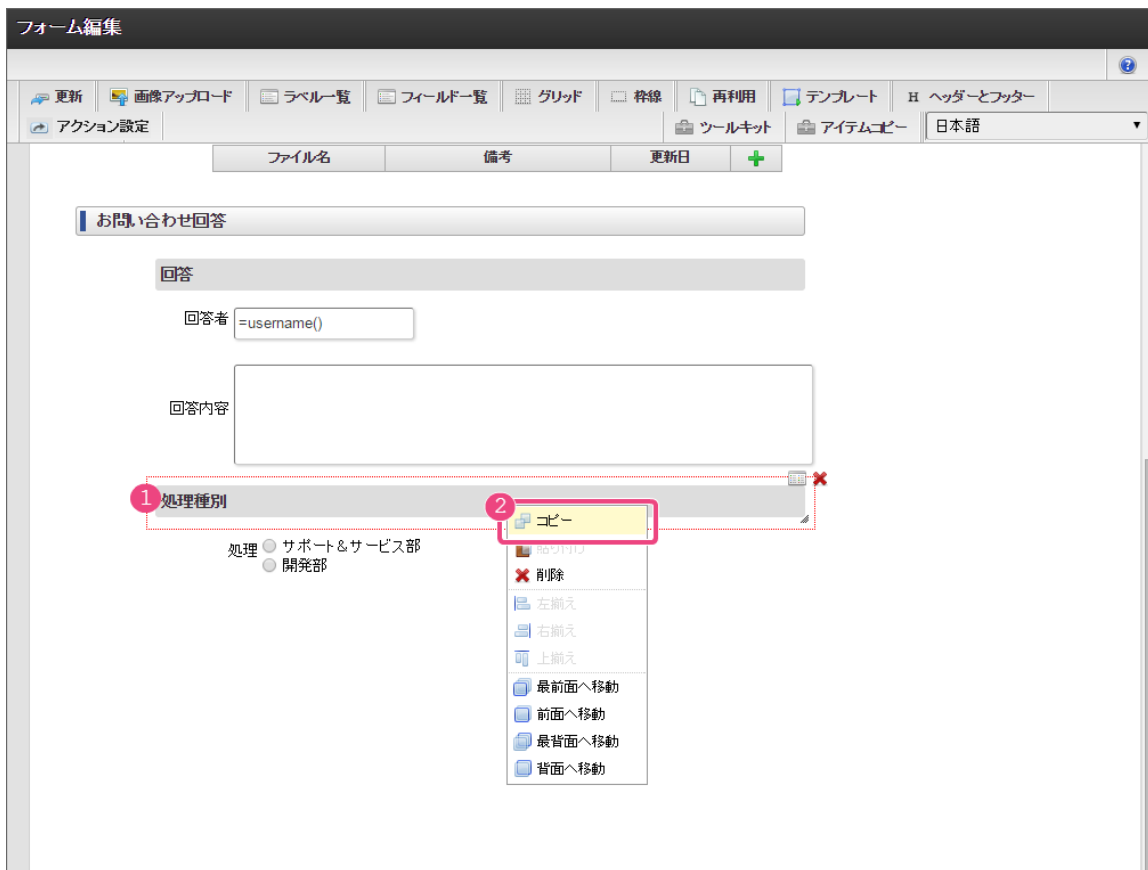 フォーム編集
更新 画像アップロード ラベル一覧 フィールド一覧 グリッド 枠線 再利用 テンプレート H ヘッダーとフッター
アクション設定 ツールキット アイテムコピー 日本語
ファイル名 備考 更新日
お問い合わせ回答
回答
回答者 =username()
回答内容
1 処理種別
2 コピー
処理 サポート&サービス部
開発部
貼り付け
削除
左揃え
右揃え
上揃え
最前面へ移動
前面へ移動
最背面へ移動
背面へ移動